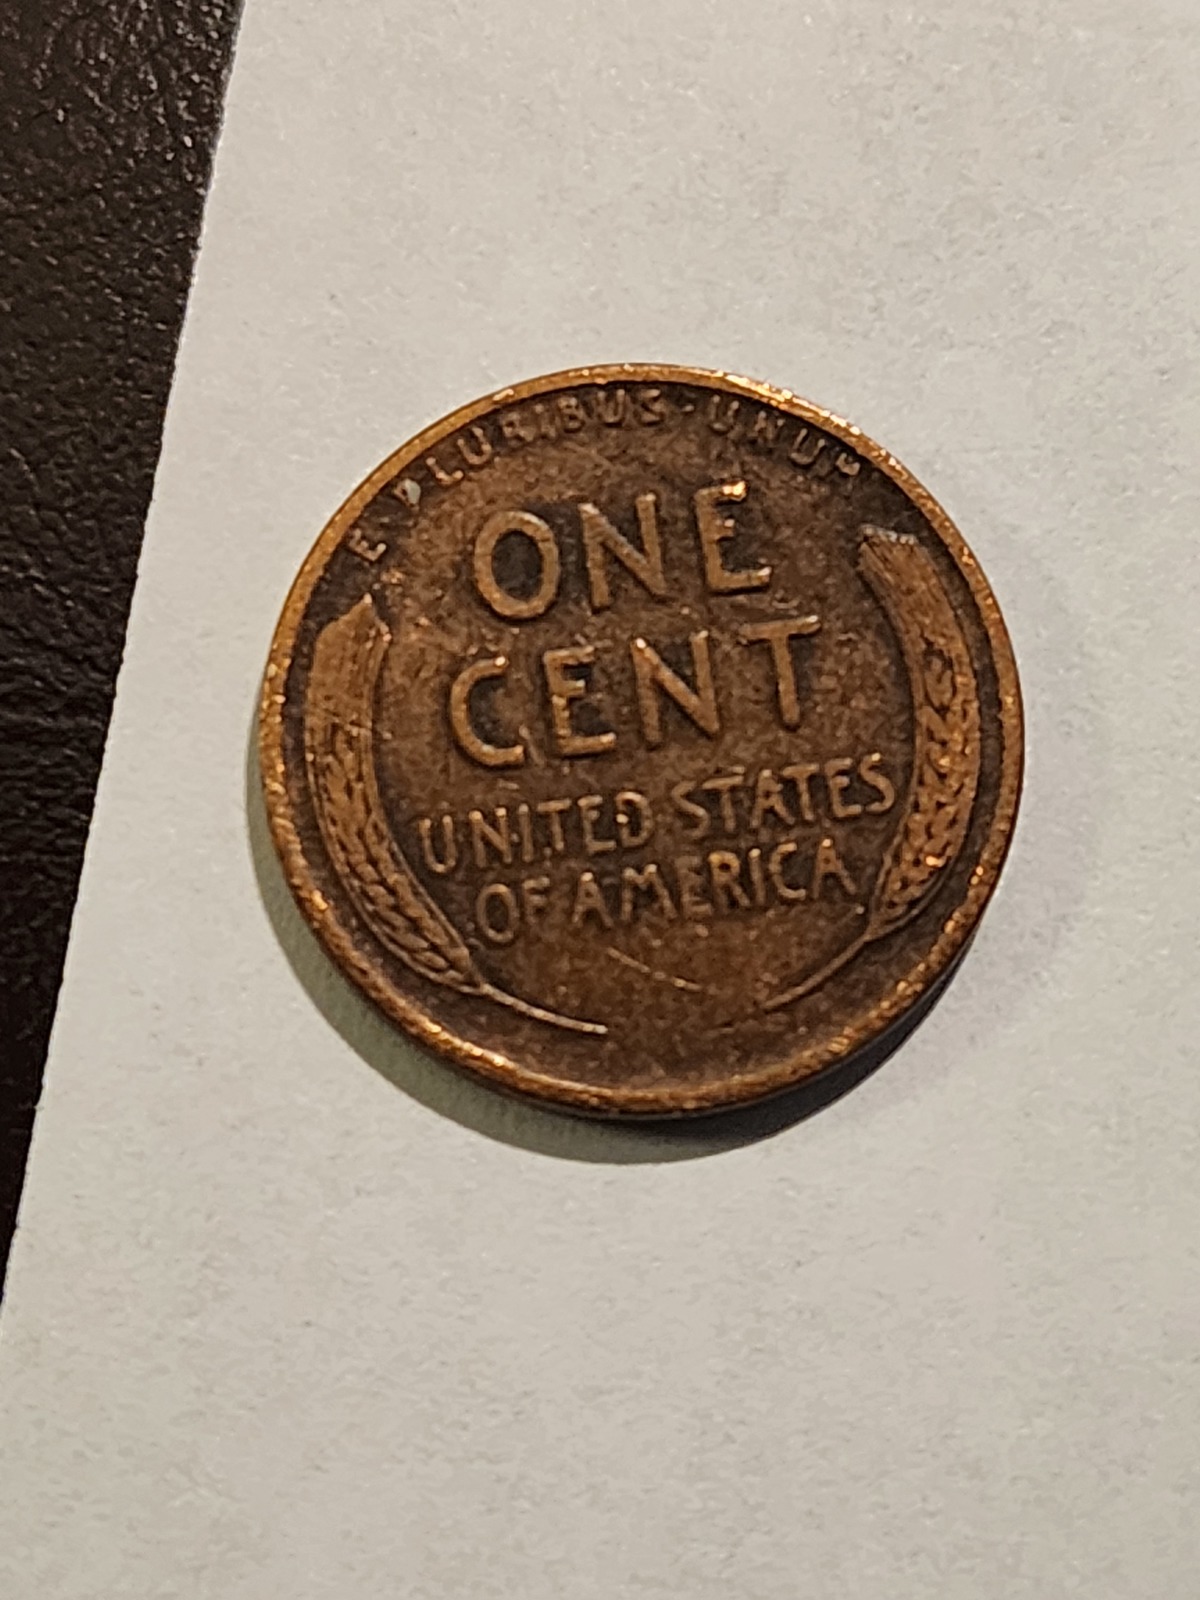 E PLURIBUS · UNUM
ONE
CENT
UNITED STATES
OF AMERICA